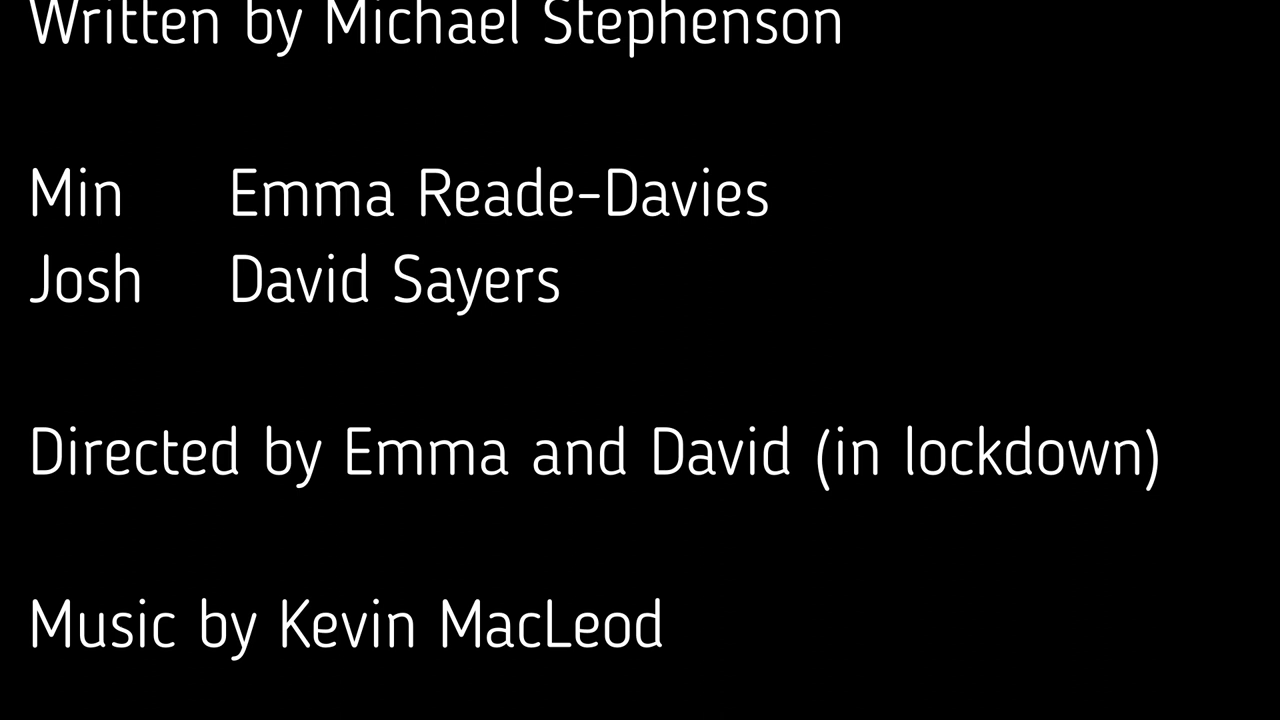 Written by Michael Stephenson
Min Emma Reade-Davies
Josh David Sayers
Directed by Emma and David (in lockdown)
Music by Kevin MacLeod